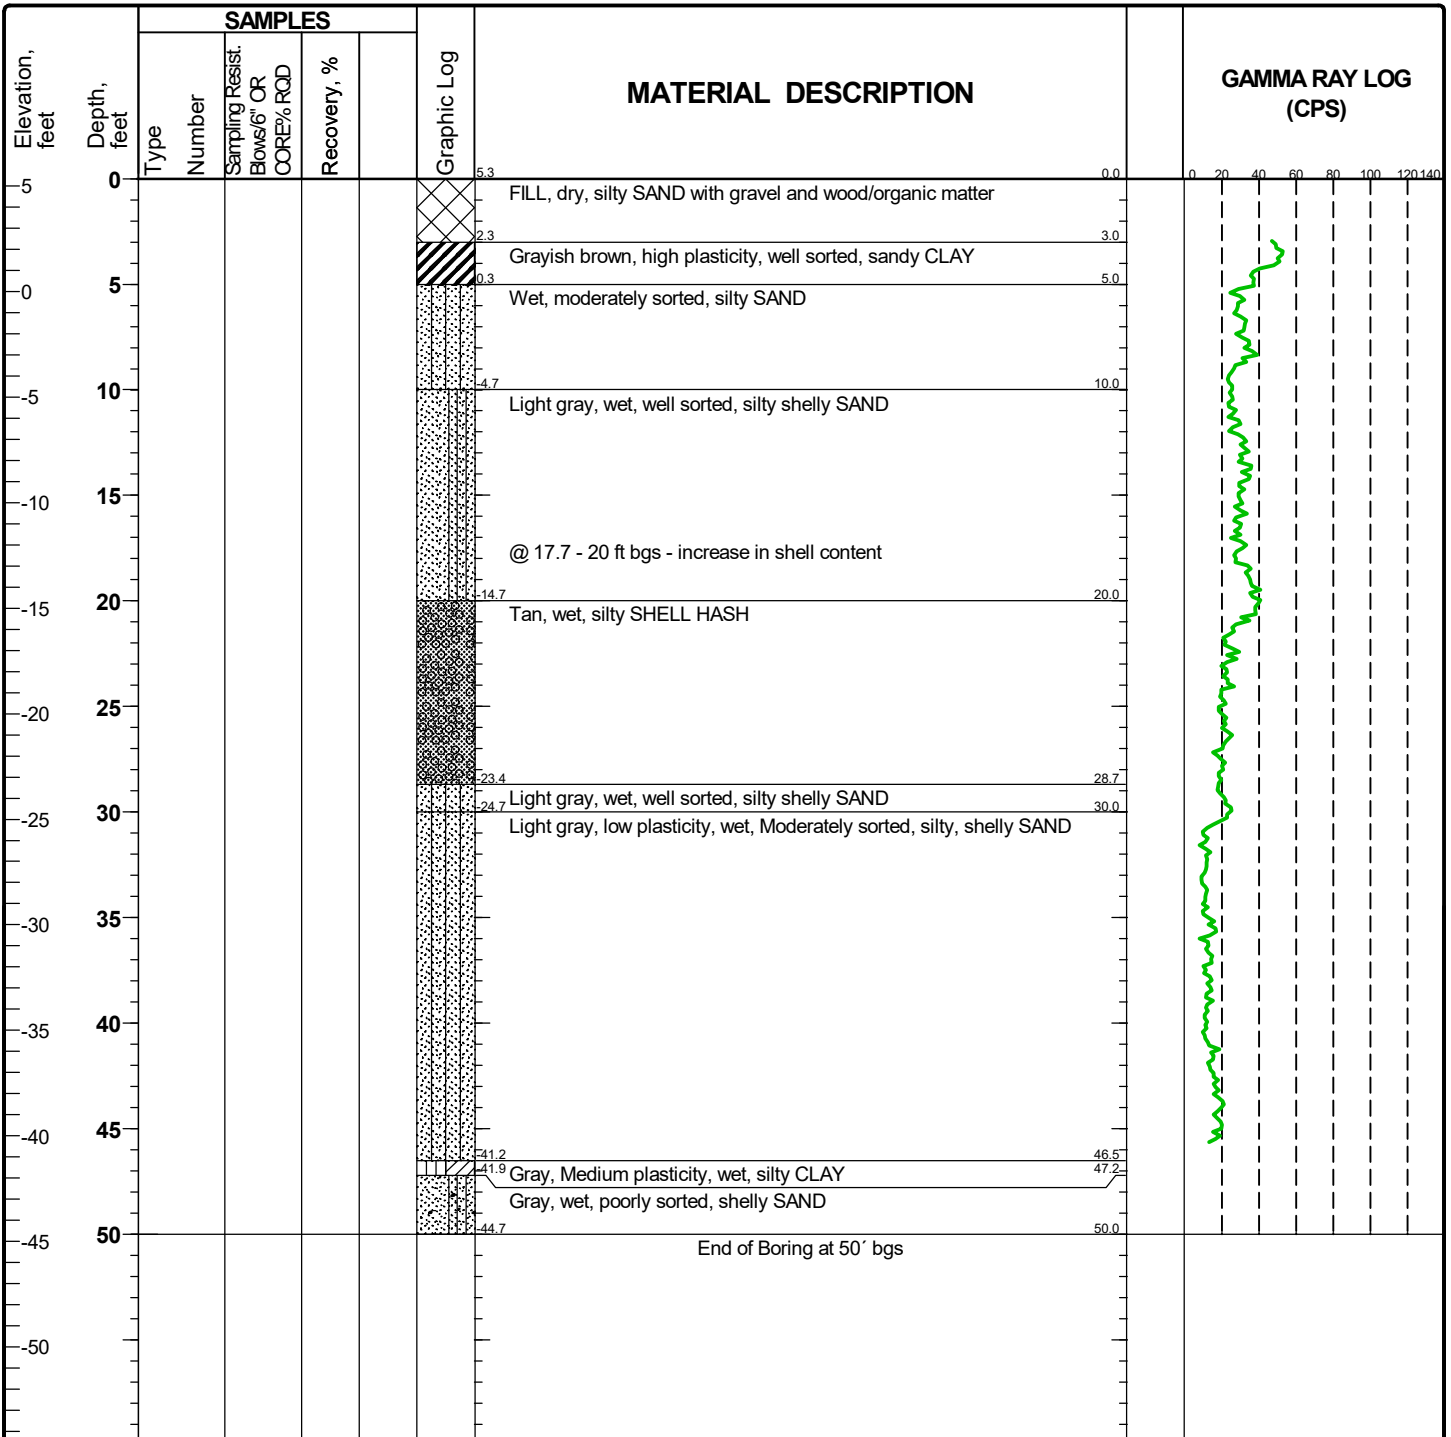 SAMPLES
Elevation,
feet
Depth,
feet
Type
Number
Sampling Resist.
Blows/6" OR
CORE% RQD
Recovery, %
Graphic Log
MATERIAL DESCRIPTION
GAMMA RAY LOG
(CPS)
0 20 40 60 80 100 120 140
5 0 5.3 0.0
FILL, dry, silty SAND with gravel and wood/organic matter
2.3 3.0
Grayish brown, high plasticity, well sorted, sandy CLAY
0 5 0.3 5.0
Wet, moderately sorted, silty SAND
-5 10 -4.7 10.0
Light gray, wet, well sorted, silty shelly SAND
-10 15
@ 17.7 - 20 ft bgs - increase in shell content
-15 20 -14.7 20.0
Tan, wet, silty SHELL HASH
-20 25
-23.4 28.7
Light gray, wet, well sorted, silty shelly SAND
-25 30 -24.7 30.0
Light gray, low plasticity, wet, Moderately sorted, silty, shelly SAND
-30 35
-35 40
-40 45
-41.2 46.5
Gray, Medium plasticity, wet, silty CLAY
-41.9 47.2
Gray, wet, poorly sorted, shelly SAND
-45 50 -44.7 50.0
End of Boring at 50´ bgs
-50